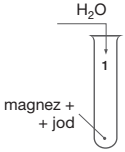 H₂O
1
magnez +
+ jod